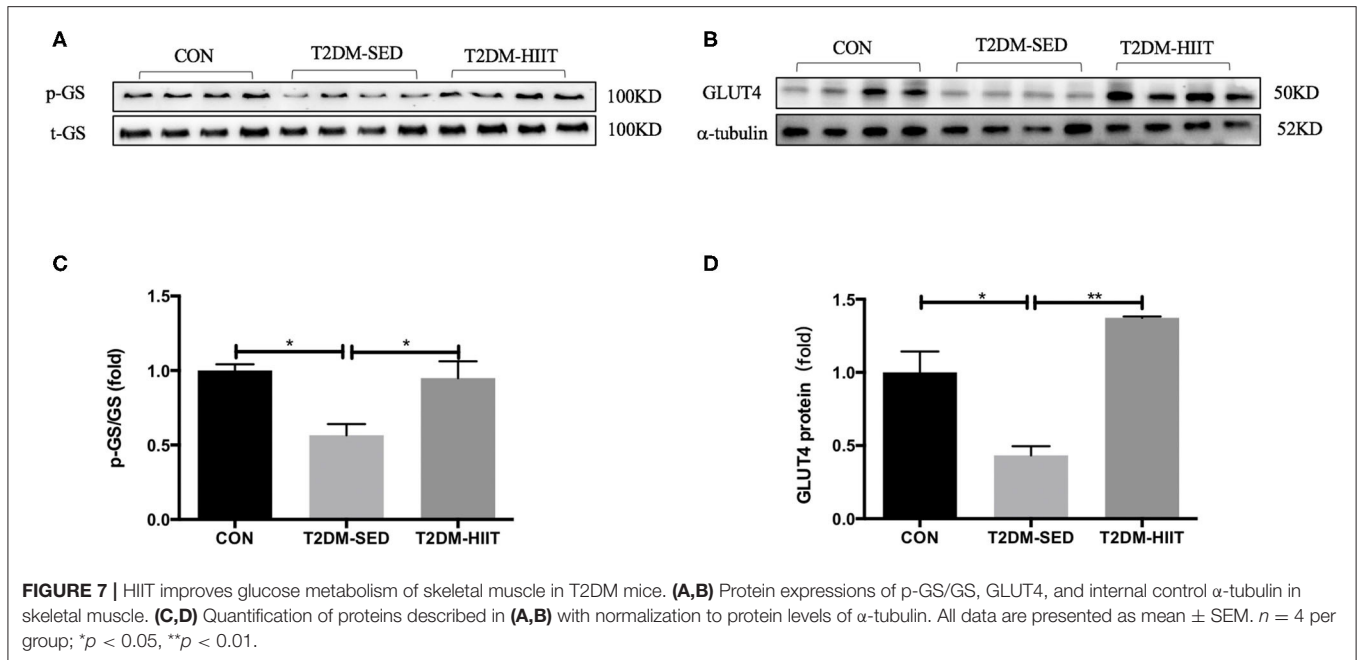 A
CON T2DM-SED T2DM-HIIT
p-GS 100KD
t-GS 100KD
B
CON T2DM-SED T2DM-HIIT
GLUT4 50KD
α-tubulin 52KD
C
p-GS/GS (fold)
1.5
1.0
0.5
0.0
* *
CON T2DM-SED T2DM-HIIT
D
GLUT4 protein (fold)
1.5
1.0
0.5
0.0
* **
CON T2DM-SED T2DM-HIIT
FIGURE 7 | HIIT improves glucose metabolism of skeletal muscle in T2DM mice. (A,B) Protein expressions of p-GS/GS, GLUT4, and internal control α-tubulin in
skeletal muscle. (C,D) Quantification of proteins described in (A,B) with normalization to protein levels of α-tubulin. All data are presented as mean ± SEM. n = 4 per
group; *p < 0.05, **p < 0.01.